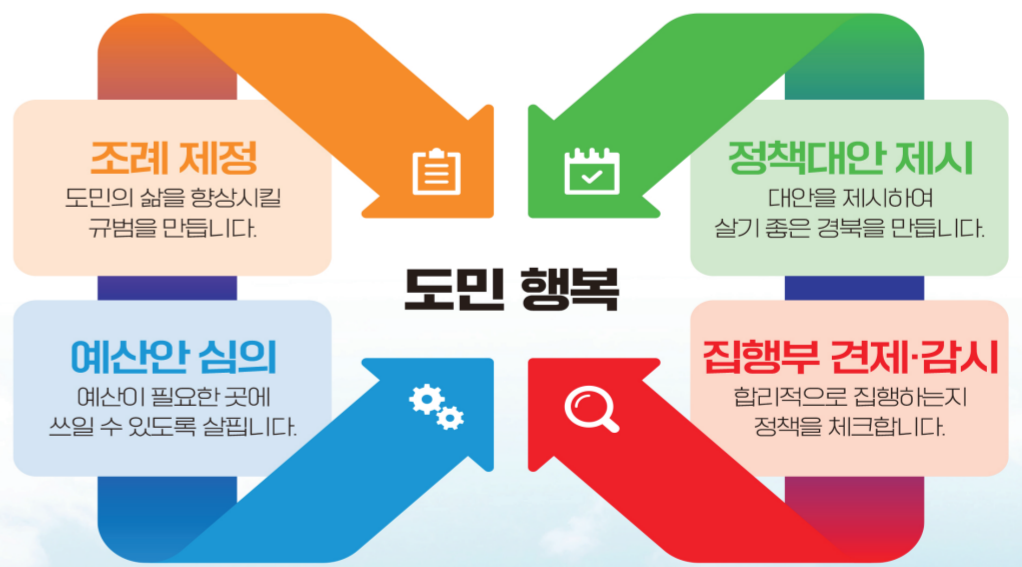 조례 제정
도민의 삶을 향상시킬
규범을 만듭니다.
정책대안 제시
대안을 제시하여
살기 좋은 경북을 만듭니다.
도민 행복
예산안 심의
예산이 필요한 곳에
쓰일 수 있도록 살핍니다.
집행부 견제·감시
합리적으로 집행하는지
정책을 체크합니다.